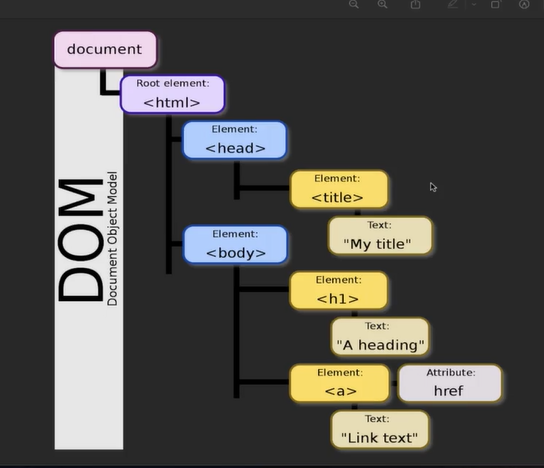 document
Root element:
<html>
Element:
<head>
Element:
<title>
Text:
"My title"
Element:
<body>
Element:
<h1>
Text:
"A heading"
Element:
<a>
Attribute:
href
Text:
"Link text"
DOM
Document Object Model